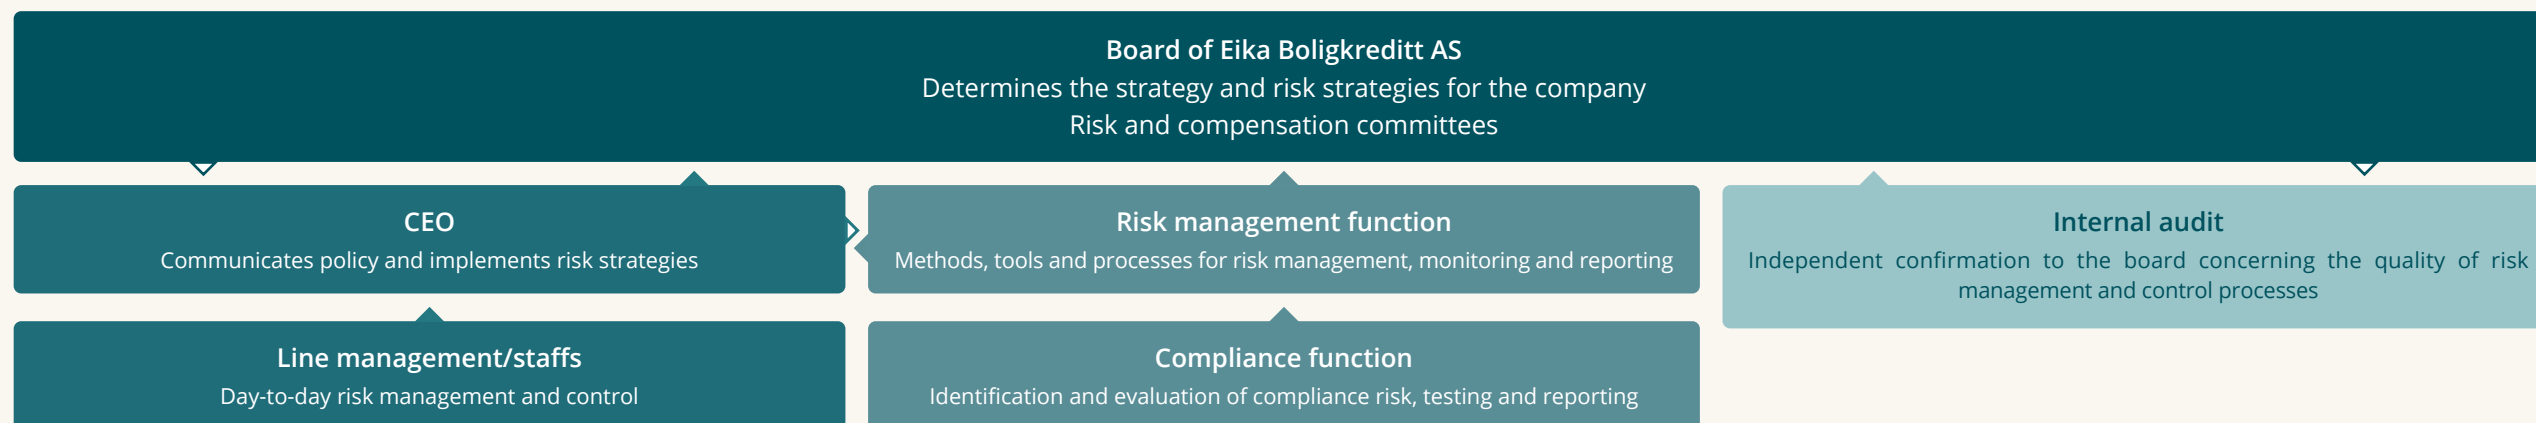 Board of Eika Boligkreditt AS
Determines the strategy and risk strategies for the company
Risk and compensation committees
CEO
Communicates policy and implements risk strategies
Risk management function
Methods, tools and processes for risk management, monitoring and reporting
Internal audit
Independent confirmation to the board concerning the quality of risk
management and control processes
Line management/staffs
Day-to-day risk management and control
Compliance function
Identification and evaluation of compliance risk, testing and reporting